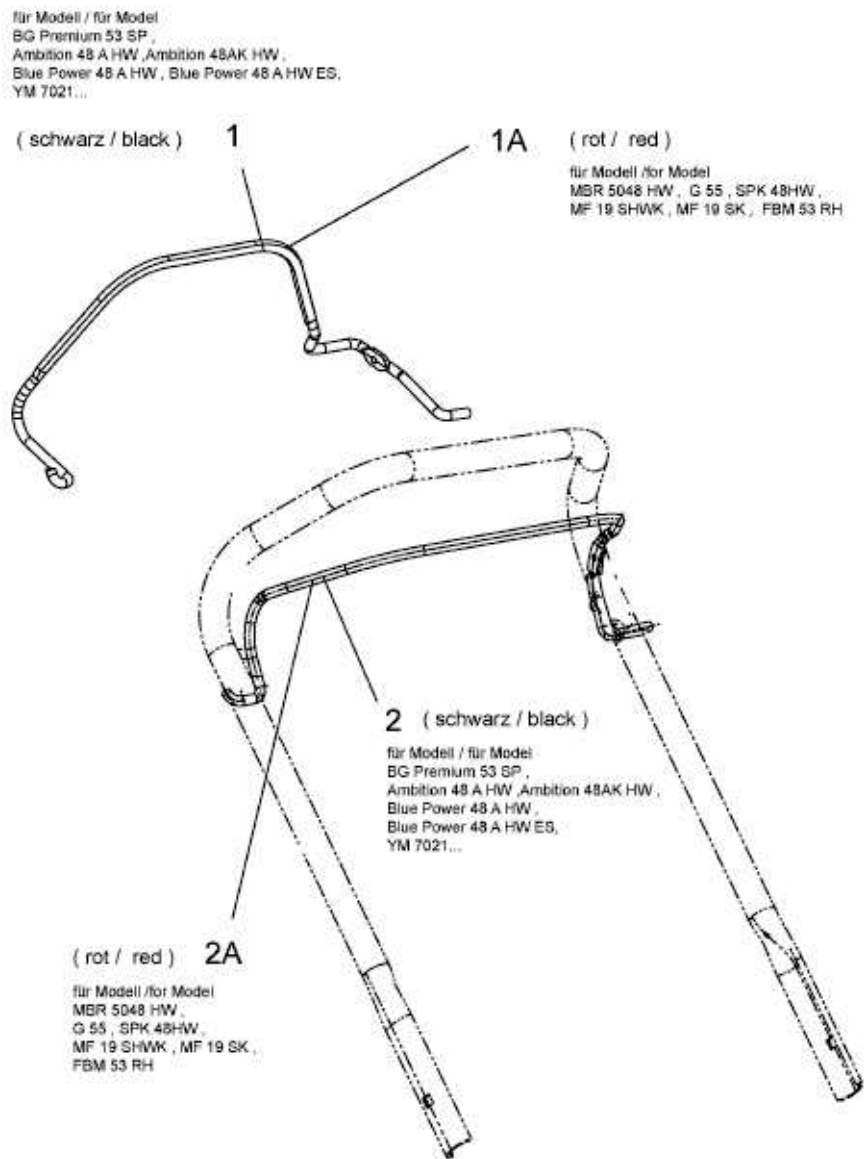 für Modell / für Model
BG Premium 53 SP ,
Ambition 48 A HW ,Ambition 48AK HW ,
Blue Power 48 A HW , Blue Power 48 A HW ES,
YM 7021...
( schwarz / black ) 1
1A ( rot / red )
für Modell /for Model
MBR 5048 HW , G 55 , SPK 48HW ,
MF 19 SHWK , MF 19 SK , FBM 53 RH
2 ( schwarz / black )
für Modell / für Model
BG Premium 53 SP ,
Ambition 48 A HW ,Ambition 48AK HW ,
Blue Power 48 A HW ,
Blue Power 48 A HW ES,
YM 7021...
( rot / red ) 2A
für Modell /for Model
MBR 5048 HW ,
G 55 , SPK 48HW ,
MF 19 SHWK , MF 19 SK ,
FBM 53 RH